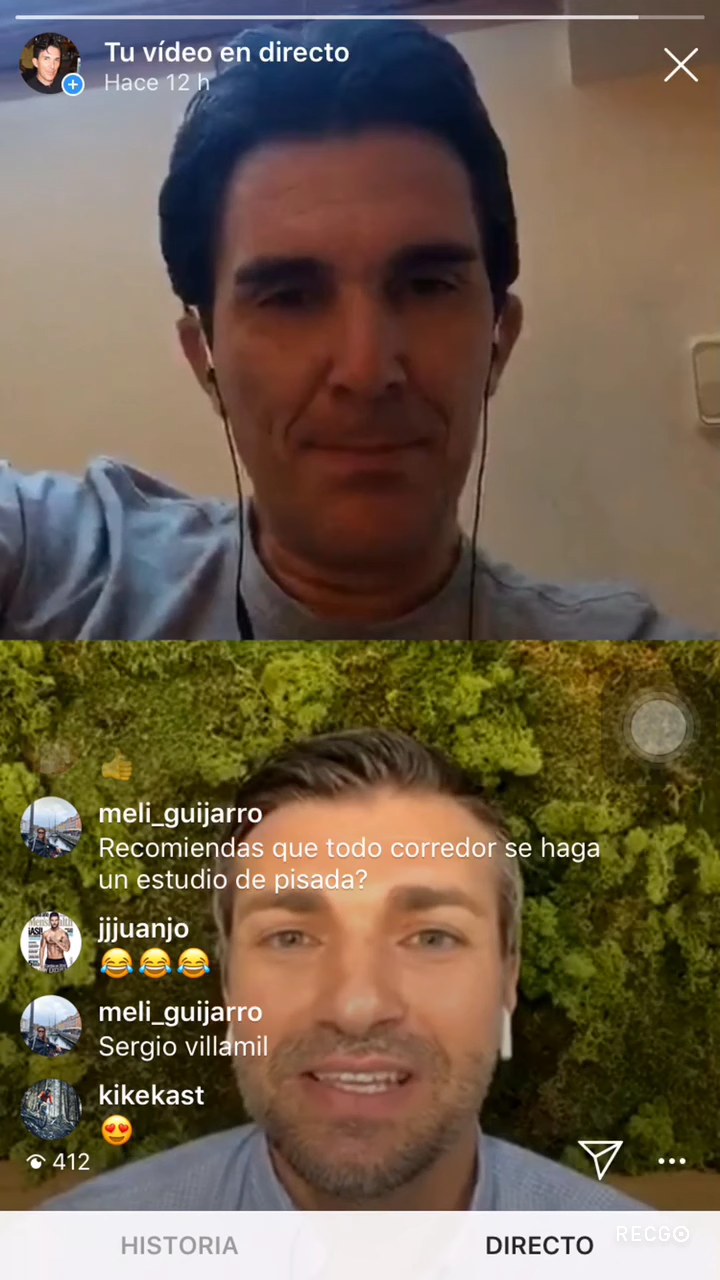 Tu vídeo en directo
Hace 12 h
meli_guijarro
Recomiendas que todo corredor se haga
un estudio de pisada?
jjjuanjo
😂😂😂
meli_guijarro
Sergio villamil
kikekast
😍
412
HISTORIA
DIRECTO
RECGO